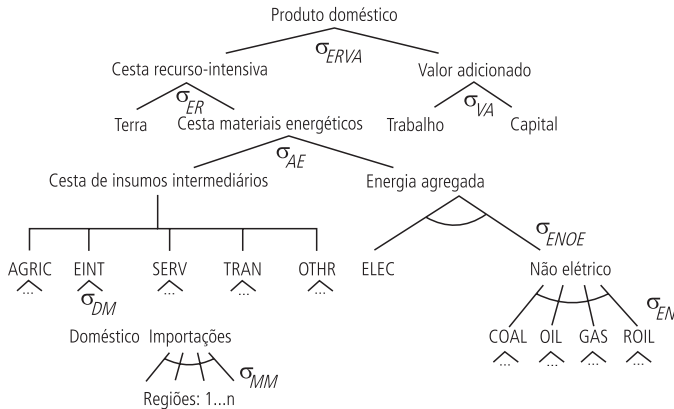 Produto doméstico
σERVA
Cesta recurso-intensiva
Valor adicionado
σER
σVA
Terra
Cesta materiais energéticos
Trabalho
Capital
σAE
Cesta de insumos intermediários
Energia agregada
σENOE
AGRIC EINT SERV TRAN OTHR ELEC
Não elétrico
... ... ... ... ...
σDM
σEN
Doméstico Importações
COAL OIL GAS ROIL
... ... ... ...
σMM
Regiões: 1...n